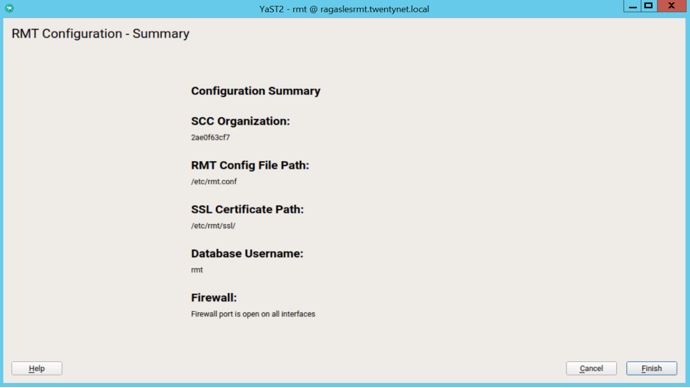 YaST2 - rmt @ ragaslesrmt.twentynet.local
RMT Configuration - Summary
Configuration Summary
SCC Organization:
2ae0f63cf7
RMT Config File Path:
/etc/rmt.conf
SSL Certificate Path:
/etc/rmt/ssl/
Database Username:
rmt
Firewall:
Firewall port is open on all interfaces
Help
Cancel
Finish